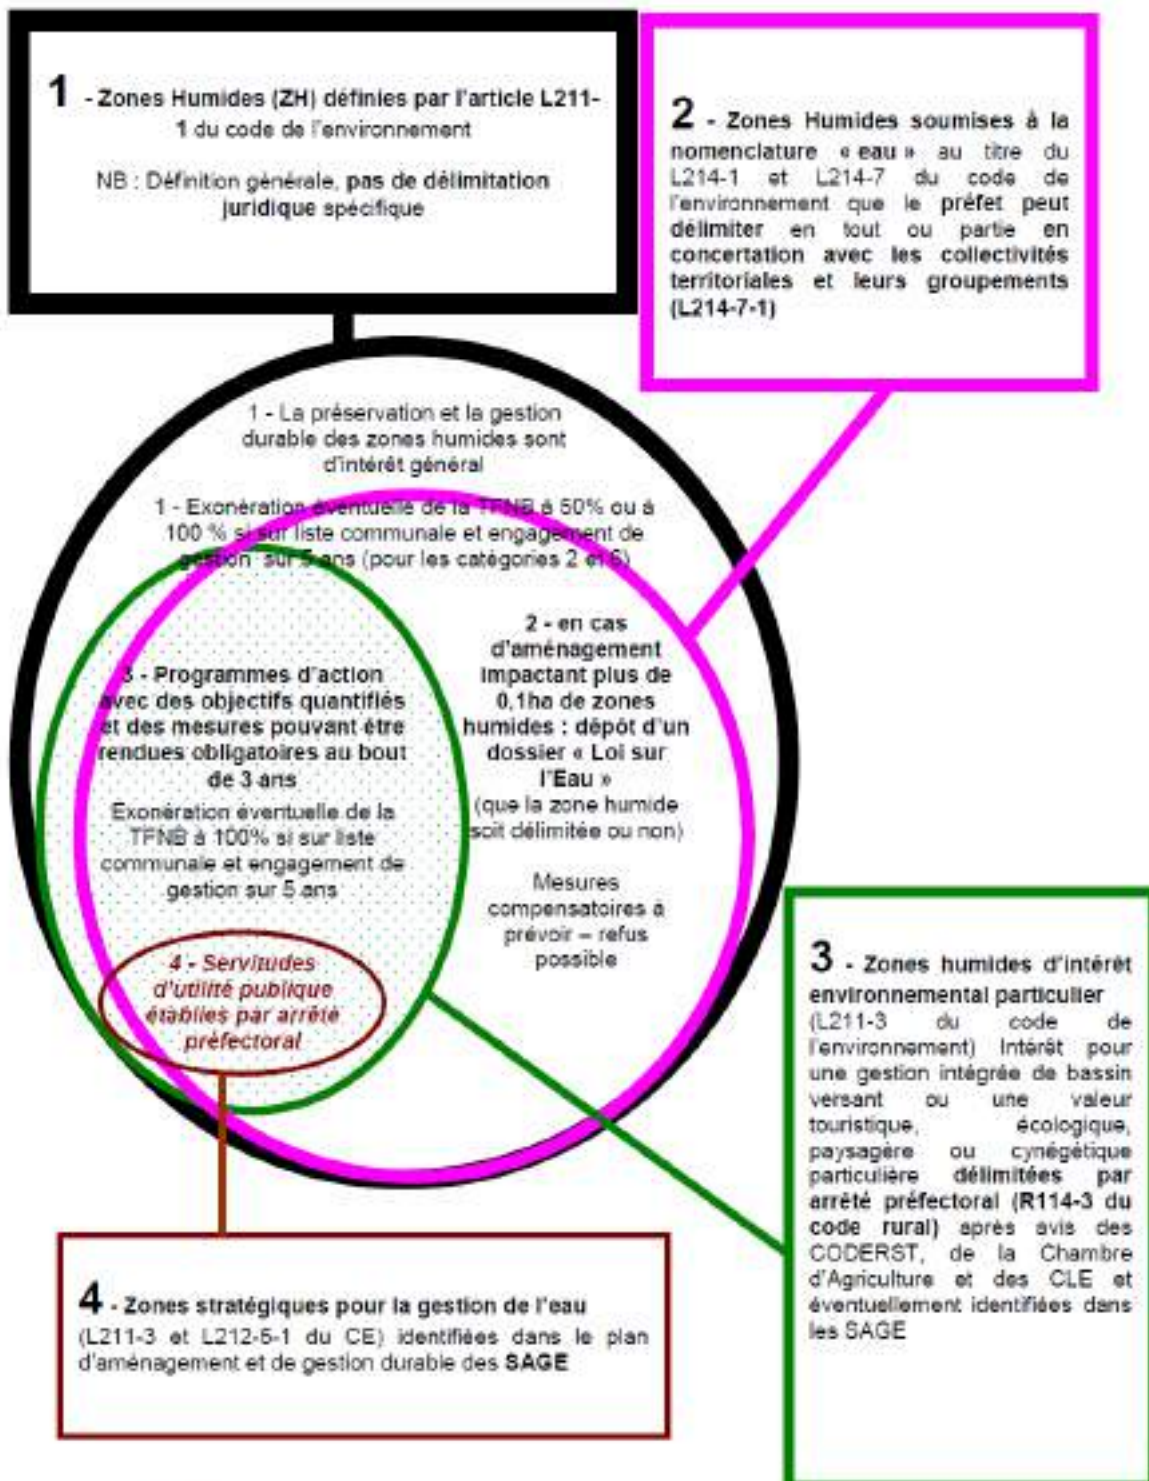 1 - Zones Humides (ZH) définies par l'article L211-
1 du code de l'environnement
NB : Définition générale, pas de délimitation
juridique spécifique
2 - Zones Humides soumises à la
nomenclature « eau » au titre du
L214-1 et L214-7 du code de
l'environnement que le préfet peut
délimiter en tout ou partie en
concertation avec les collectivités
territoriales et leurs groupements
(L214-7-1)
1 - La préservation et la gestion
durable des zones humides sont
d'intérêt général
1 - Exonération éventuelle de la TFNB à 50% ou à
100 % si sur liste communale et engagement de
gestion sur 5 ans (pour les catégories 2 et 6)
2 - en cas
d'aménagement
impactant plus de
0,1ha de zones
humides : dépôt d'un
dossier « Loi sur
l'Eau »
(que la zone humide
soit délimitée ou non)
Mesures
compensatoires à
prévoir – refus
possible
3 - Programmes d'action
avec des objectifs quantifiés
et des mesures pouvant être
rendues obligatoires au bout
de 3 ans
Exonération éventuelle de la
TFNB à 100% si sur liste
communale et engagement de
gestion sur 5 ans
4 - Servitudes
d'utilité publique
établies par arrêté
préfectoral
3 - Zones humides d'intérêt
environnemental particulier
(L211-3 du code de
l'environnement) Intérêt pour
une gestion intégrée de bassin
versant ou une valeur
touristique, écologique,
paysagère ou cynégétique
particulière délimitées par
arrêté préfectoral (R114-3 du
code rural) après avis des
CODERST, de la Chambre
d'Agriculture et des CLE et
éventuellement identifiées dans
les SAGE
4 - Zones stratégiques pour la gestion de l'eau
(L211-3 et L212-5-1 du CE) identifiées dans le plan
d'aménagement et de gestion durable des SAGE